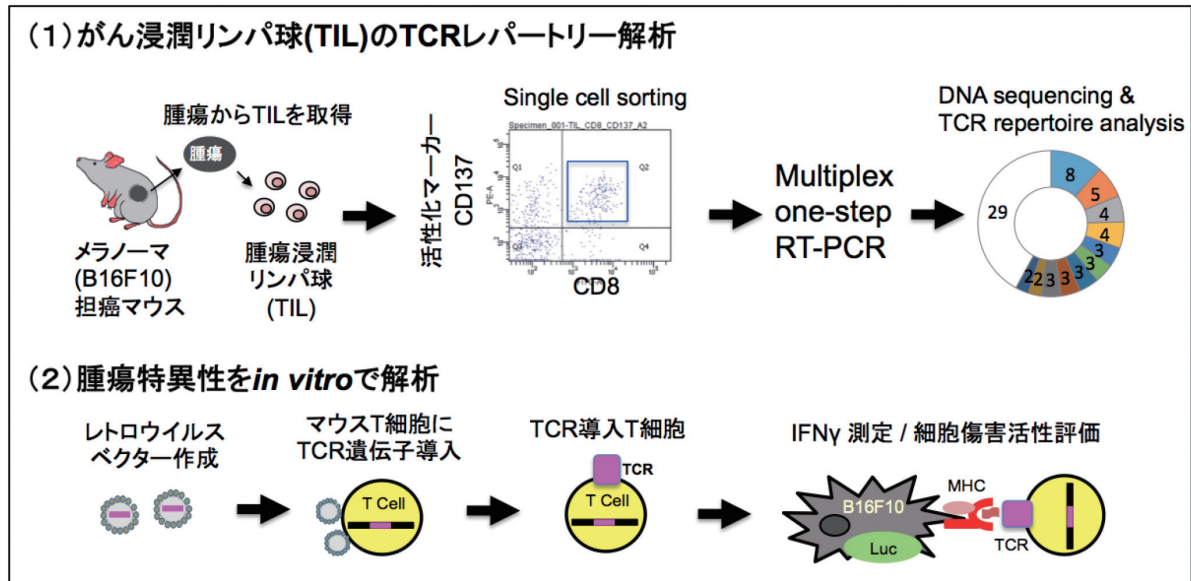 (1)がん浸潤リンパ球(TIL)のTCRレパートリー解析
腫瘍からTILを取得
腫瘍
メラノーマ
(B16F10)
担癌マウス
腫瘍浸潤
リンパ球
(TIL)
Single cell sorting
Specimen_001-TIL_CD8_CD137_A2
活性化マーカー
CD137
PE-A
Q1
Q2
Q4
CD8
Multiplex
one-step
RT-PCR
DNA sequencing &
TCR repertoire analysis
8
5
4
4
3
3
3
3
3
2
2
29
(2)腫瘍特異性をin vitroで解析
レトロウイルス
ベクター作成
マウスT細胞に
TCR遺伝子導入
T Cell
TCR導入T細胞
TCR
T Cell
IFNγ 測定 / 細胞傷害活性評価
B16F10
Luc
MHC
TCR